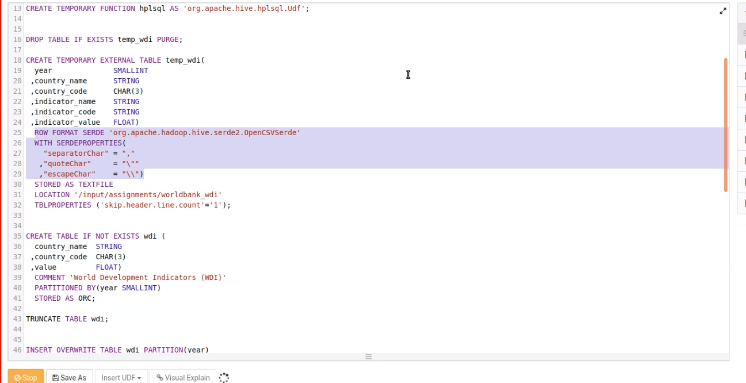 13 CREATE TEMPORARY FUNCTION hplsql AS 'org.apache.hive.hplsql.Udf';
14
15
16 DROP TABLE IF EXISTS temp_wdi PURGE;
17
18 CREATE TEMPORARY EXTERNAL TABLE temp_wdi(
19   year               SMALLINT
20  ,country_name       STRING
21  ,country_code       CHAR(3)
22  ,indicator_name     STRING
23  ,indicator_code     STRING
24  ,indicator_value    FLOAT)
25   ROW FORMAT SERDE 'org.apache.hadoop.hive.serde2.OpenCSVSerde'
26   WITH SERDEPROPERTIES(
27     "separatorChar" = ","
28    ,"quoteChar"     = "\""
29    ,"escapeChar"    = "\\")
30   STORED AS TEXTFILE
31   LOCATION '/input/assignments/worldbank_wdi'
32   TBLPROPERTIES ('skip.header.line.count'='1');
33
34
35 CREATE TABLE IF NOT EXISTS wdi (
36   country_name  STRING
37  ,country_code  CHAR(3)
38  ,value         FLOAT)
39   COMMENT 'World Development Indicators (WDI)'
40   PARTITIONED BY(year SMALLINT)
41   STORED AS ORC;
42
43 TRUNCATE TABLE wdi;
44
45
46 INSERT OVERWRITE TABLE wdi PARTITION(year)
Stop Save As Insert UDF Visual Explain